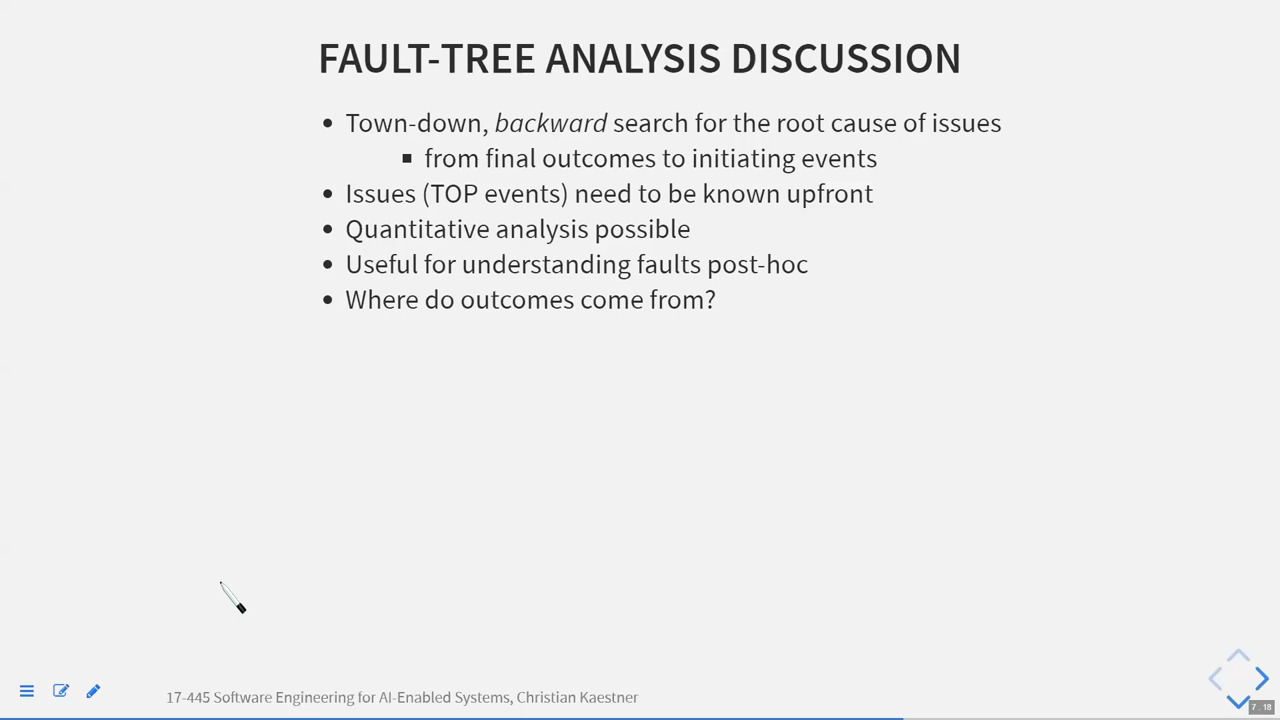 FAULT-TREE ANALYSIS DISCUSSION
Town-down, backward search for the root cause of issues
from final outcomes to initiating events
Issues (TOP events) need to be known upfront
Quantitative analysis possible
Useful for understanding faults post-hoc
Where do outcomes come from?
17-445 Software Engineering for AI-Enabled Systems, Christian Kaestner
7 . 18